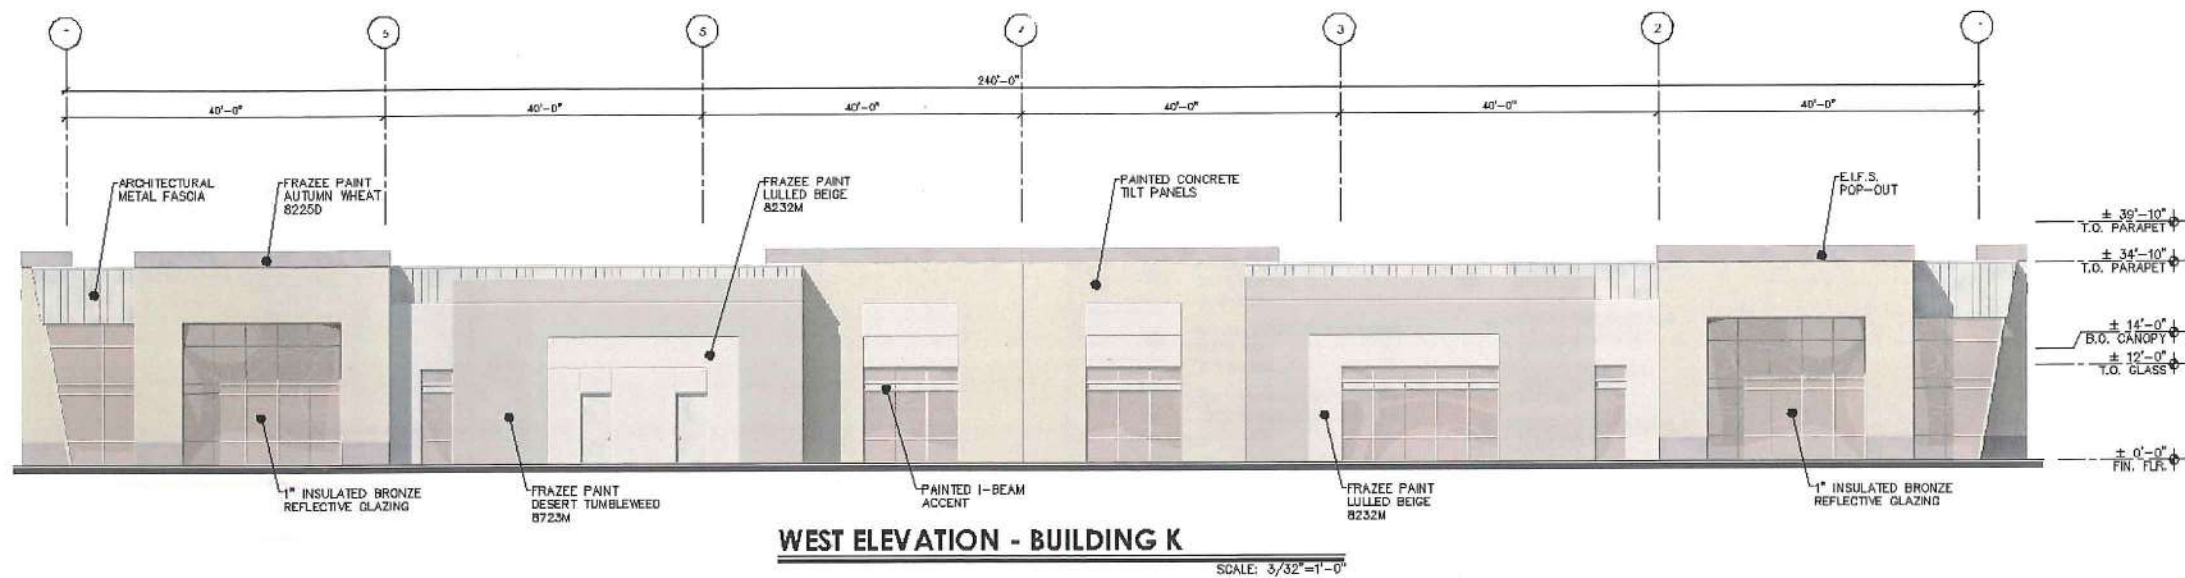 6
5
3
2
240'-0"
40'-0"
40'-0"
40'-0"
40'-0"
40'-0"
40'-0"
ARCHITECTURAL
METAL FASCIA
FRAZEE PAINT
AUTUMN WHEAT
8225D
FRAZEE PAINT
LULLED BEIGE
8232M
PAINTED CONCRETE
TILT PANELS
E.I.F.S.
POP-OUT
± 39'-10"
T.O. PARAPET
± 34'-10"
T.O. PARAPET
± 14'-0"
B.O. CANOPY
± 12'-0"
T.O. GLASS
± 0'-0"
FIN. FLR.
1" INSULATED BRONZE
REFLECTIVE GLAZING
FRAZEE PAINT
DESERT TUMBLEWEED
8723M
PAINTED I-BEAM
ACCENT
FRAZEE PAINT
LULLED BEIGE
8232M
1" INSULATED BRONZE
REFLECTIVE GLAZING
WEST ELEVATION - BUILDING K
SCALE: 3/32"=1'-0"